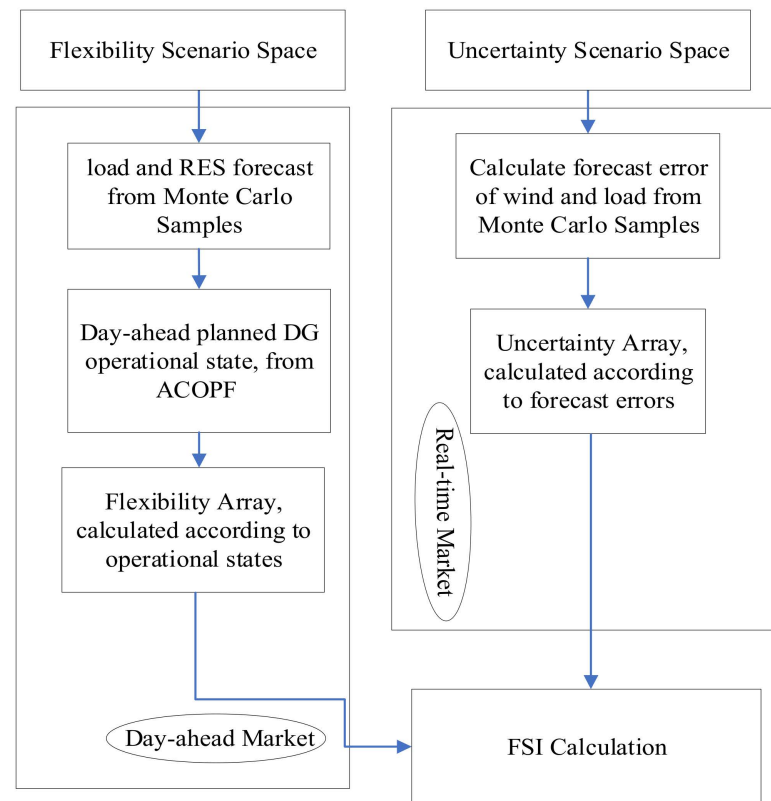 Flexibility Scenario Space
load and RES forecast
from Monte Carlo
Samples
Day-ahead planned DG
operational state, from
ACOPF
Flexibility Array,
calculated according to
operational states
Day-ahead Market
Uncertainty Scenario Space
Calculate forecast error
of wind and load from
Monte Carlo Samples
Uncertainty Array,
calculated according
to forecast errors
Real-time Market
FSI Calculation